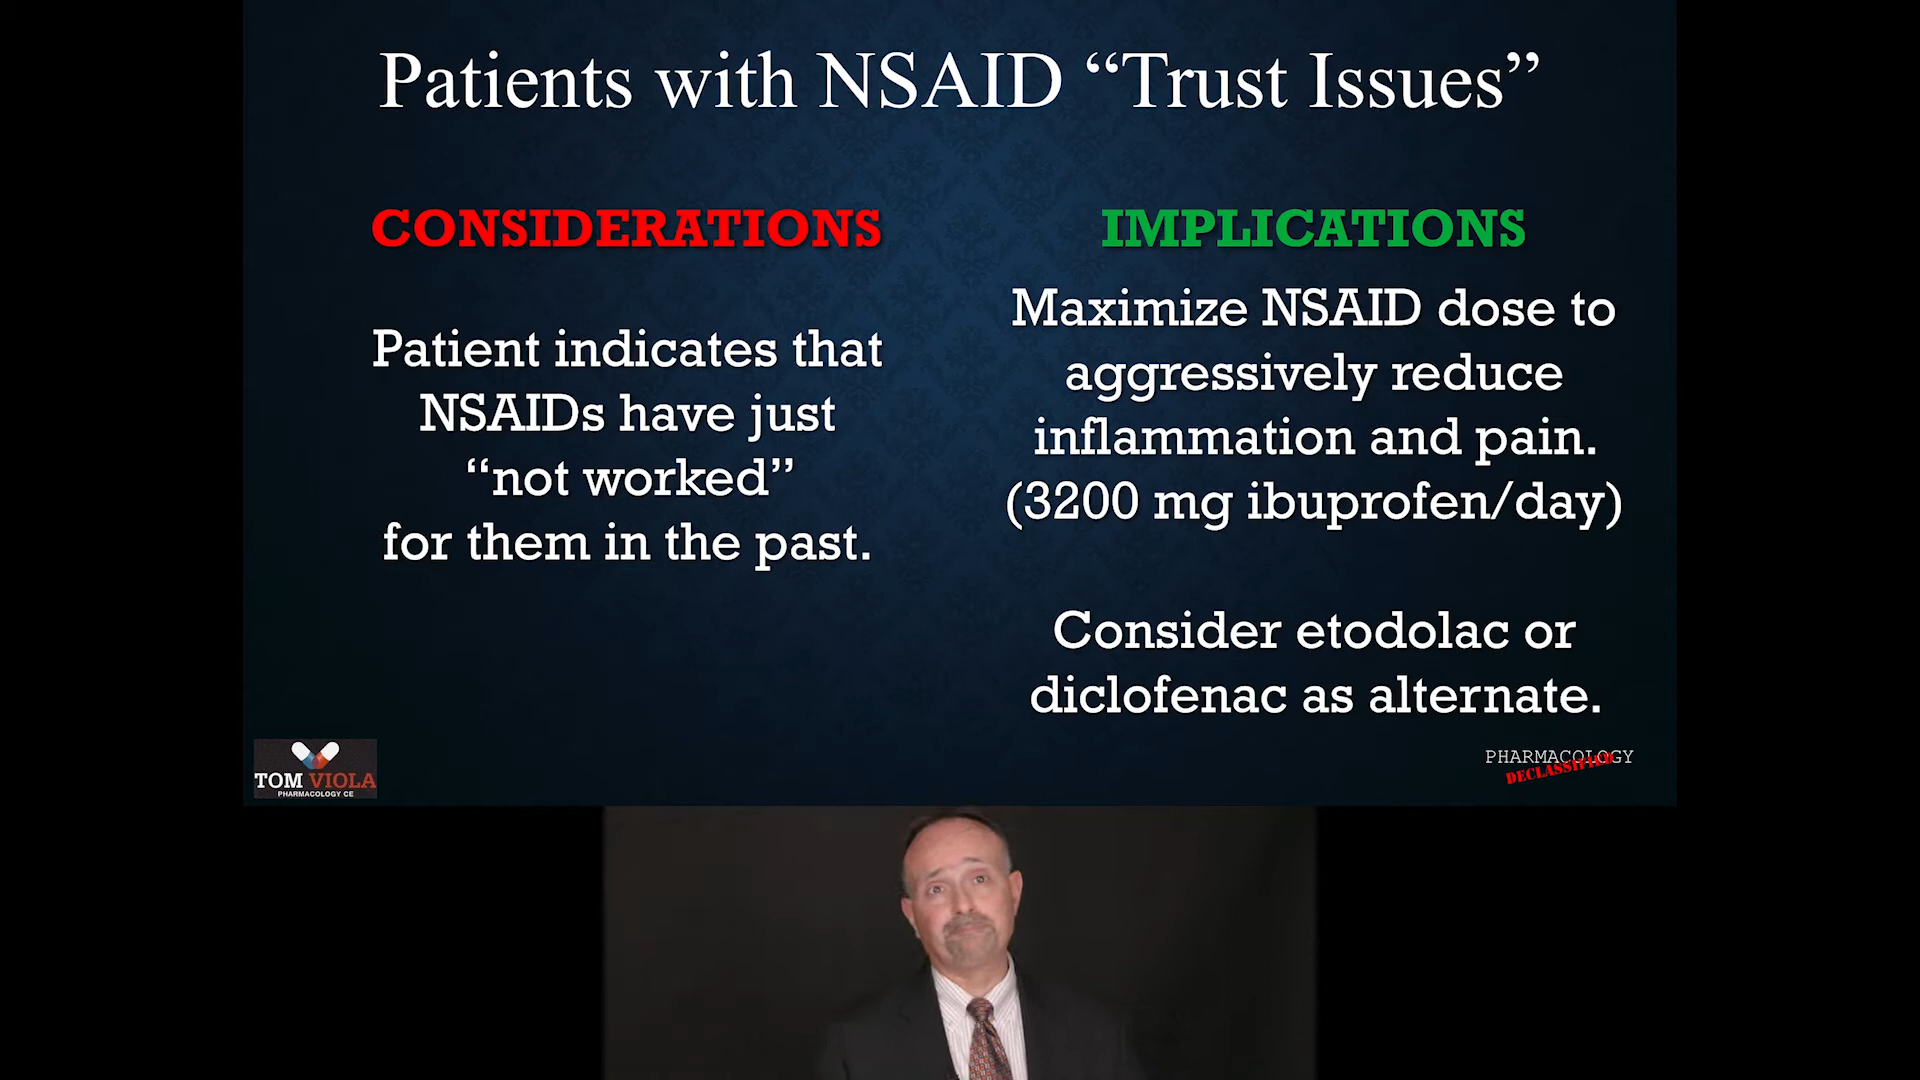 Patients with NSAID “Trust Issues”
CONSIDERATIONS
Patient indicates that
NSAIDs have just
“not worked”
for them in the past.
IMPLICATIONS
Maximize NSAID dose to
aggressively reduce
inflammation and pain.
(3200 mg ibuprofen/day)
Consider etodolac or
diclofenac as alternate.
TOM VIOLA
PHARMACOLOGY CE
PHARMACOLOGY
DECLASSIFIED